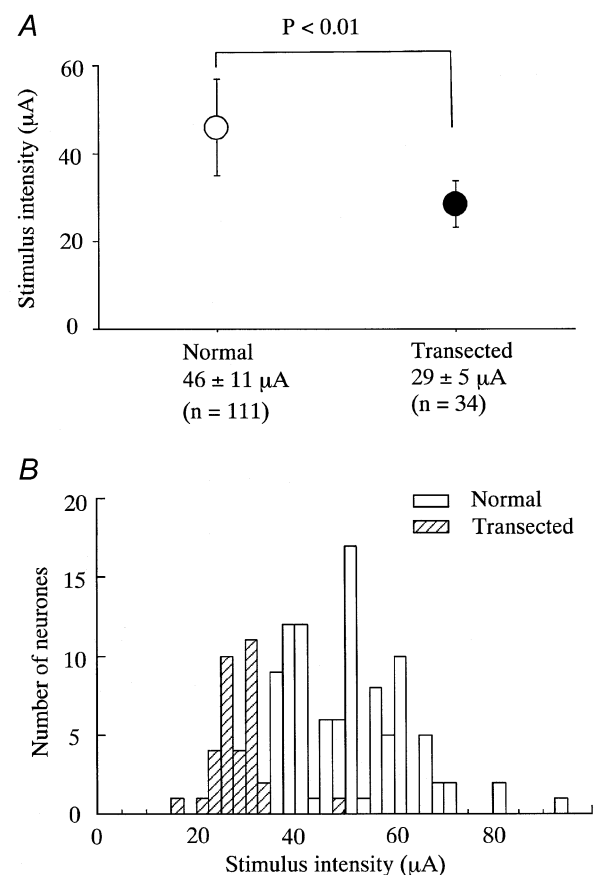 A
P < 0.01
60
40
20
0
Stimulus intensity (μA)
Normal
46 ± 11 μA
(n = 111)
Transected
29 ± 5 μA
(n = 34)
B
20
15
10
5
0
Number of neurones
Normal
Transected
0 20 40 60 80
Stimulus intensity (μA)